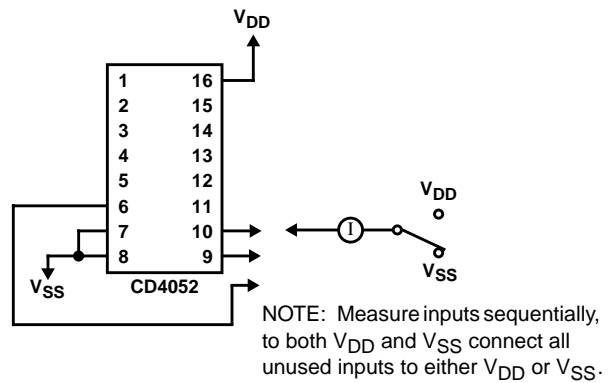 VDD
1 16
2 15
3 14
4 13
5 12
6 11
7 10
8 9
VSS
CD4052
I
VDD
VSS
NOTE: Measure inputs sequentially,
to both VDD and VSS connect all
unused inputs to either VDD or VSS.